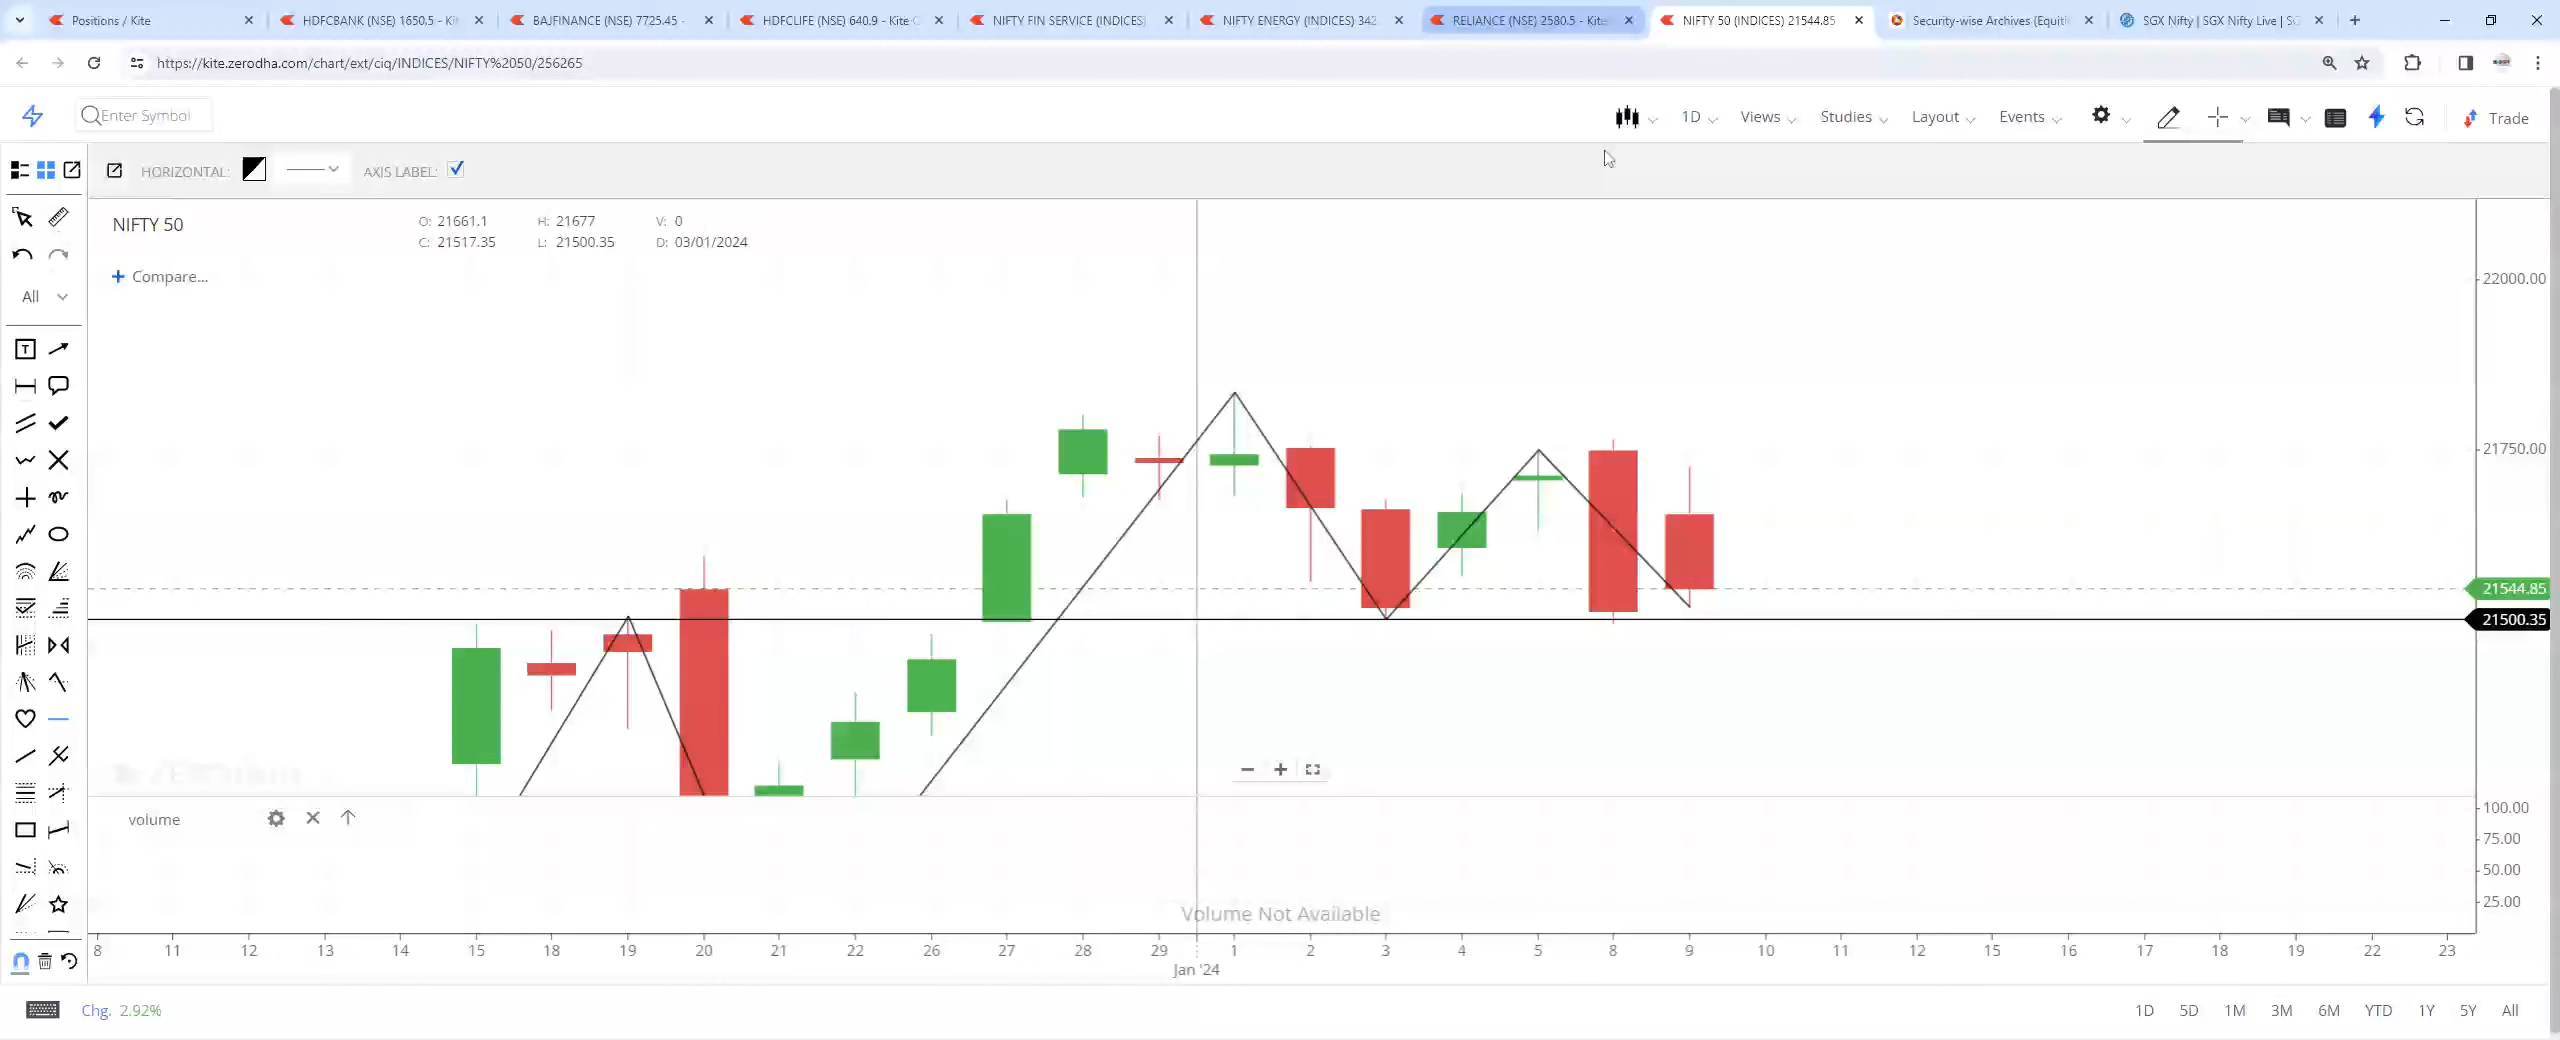 Positions / Kite
HDFCBANK (NSE) 1650.5 - Ki
BAJFINANCE (NSE) 7725.45 -
HDFCLIFE (NSE) 640.9 - Kite
NIFTY FIN SERVICE (INDICES)
NIFTY ENERGY (INDICES) 342
RELIANCE (NSE) 2580.5 - Kite
NIFTY 50 (INDICES) 21544.85
Security-wise Archives (Equiti
SGX Nifty | SGX Nifty Live | SG
https://kite.zerodha.com/chart/ext/ciq/INDICES/NIFTY%2050/256265
Enter Symbol
1D
Views
Studies
Layout
Events
Trade
HORIZONTAL:
AXIS LABEL:
NIFTY 50
O: 21661.1 H: 21677 V: 0
C: 21517.35 L: 21500.35 D: 03/01/2024
+ Compare...
All
T
22000.00
21750.00
21544.85
21500.35
volume
100.00
75.00
50.00
25.00
Volume Not Available
8 11 12 13 14 15 18 19 20 21 22 26 27 28 29 1 2 3 4 5 8 9 10 11 12 15 16 17 18 19 22 23
Jan '24
Chg. 2.92%
1D 5D 1M 3M 6M YTD 1Y 5Y All